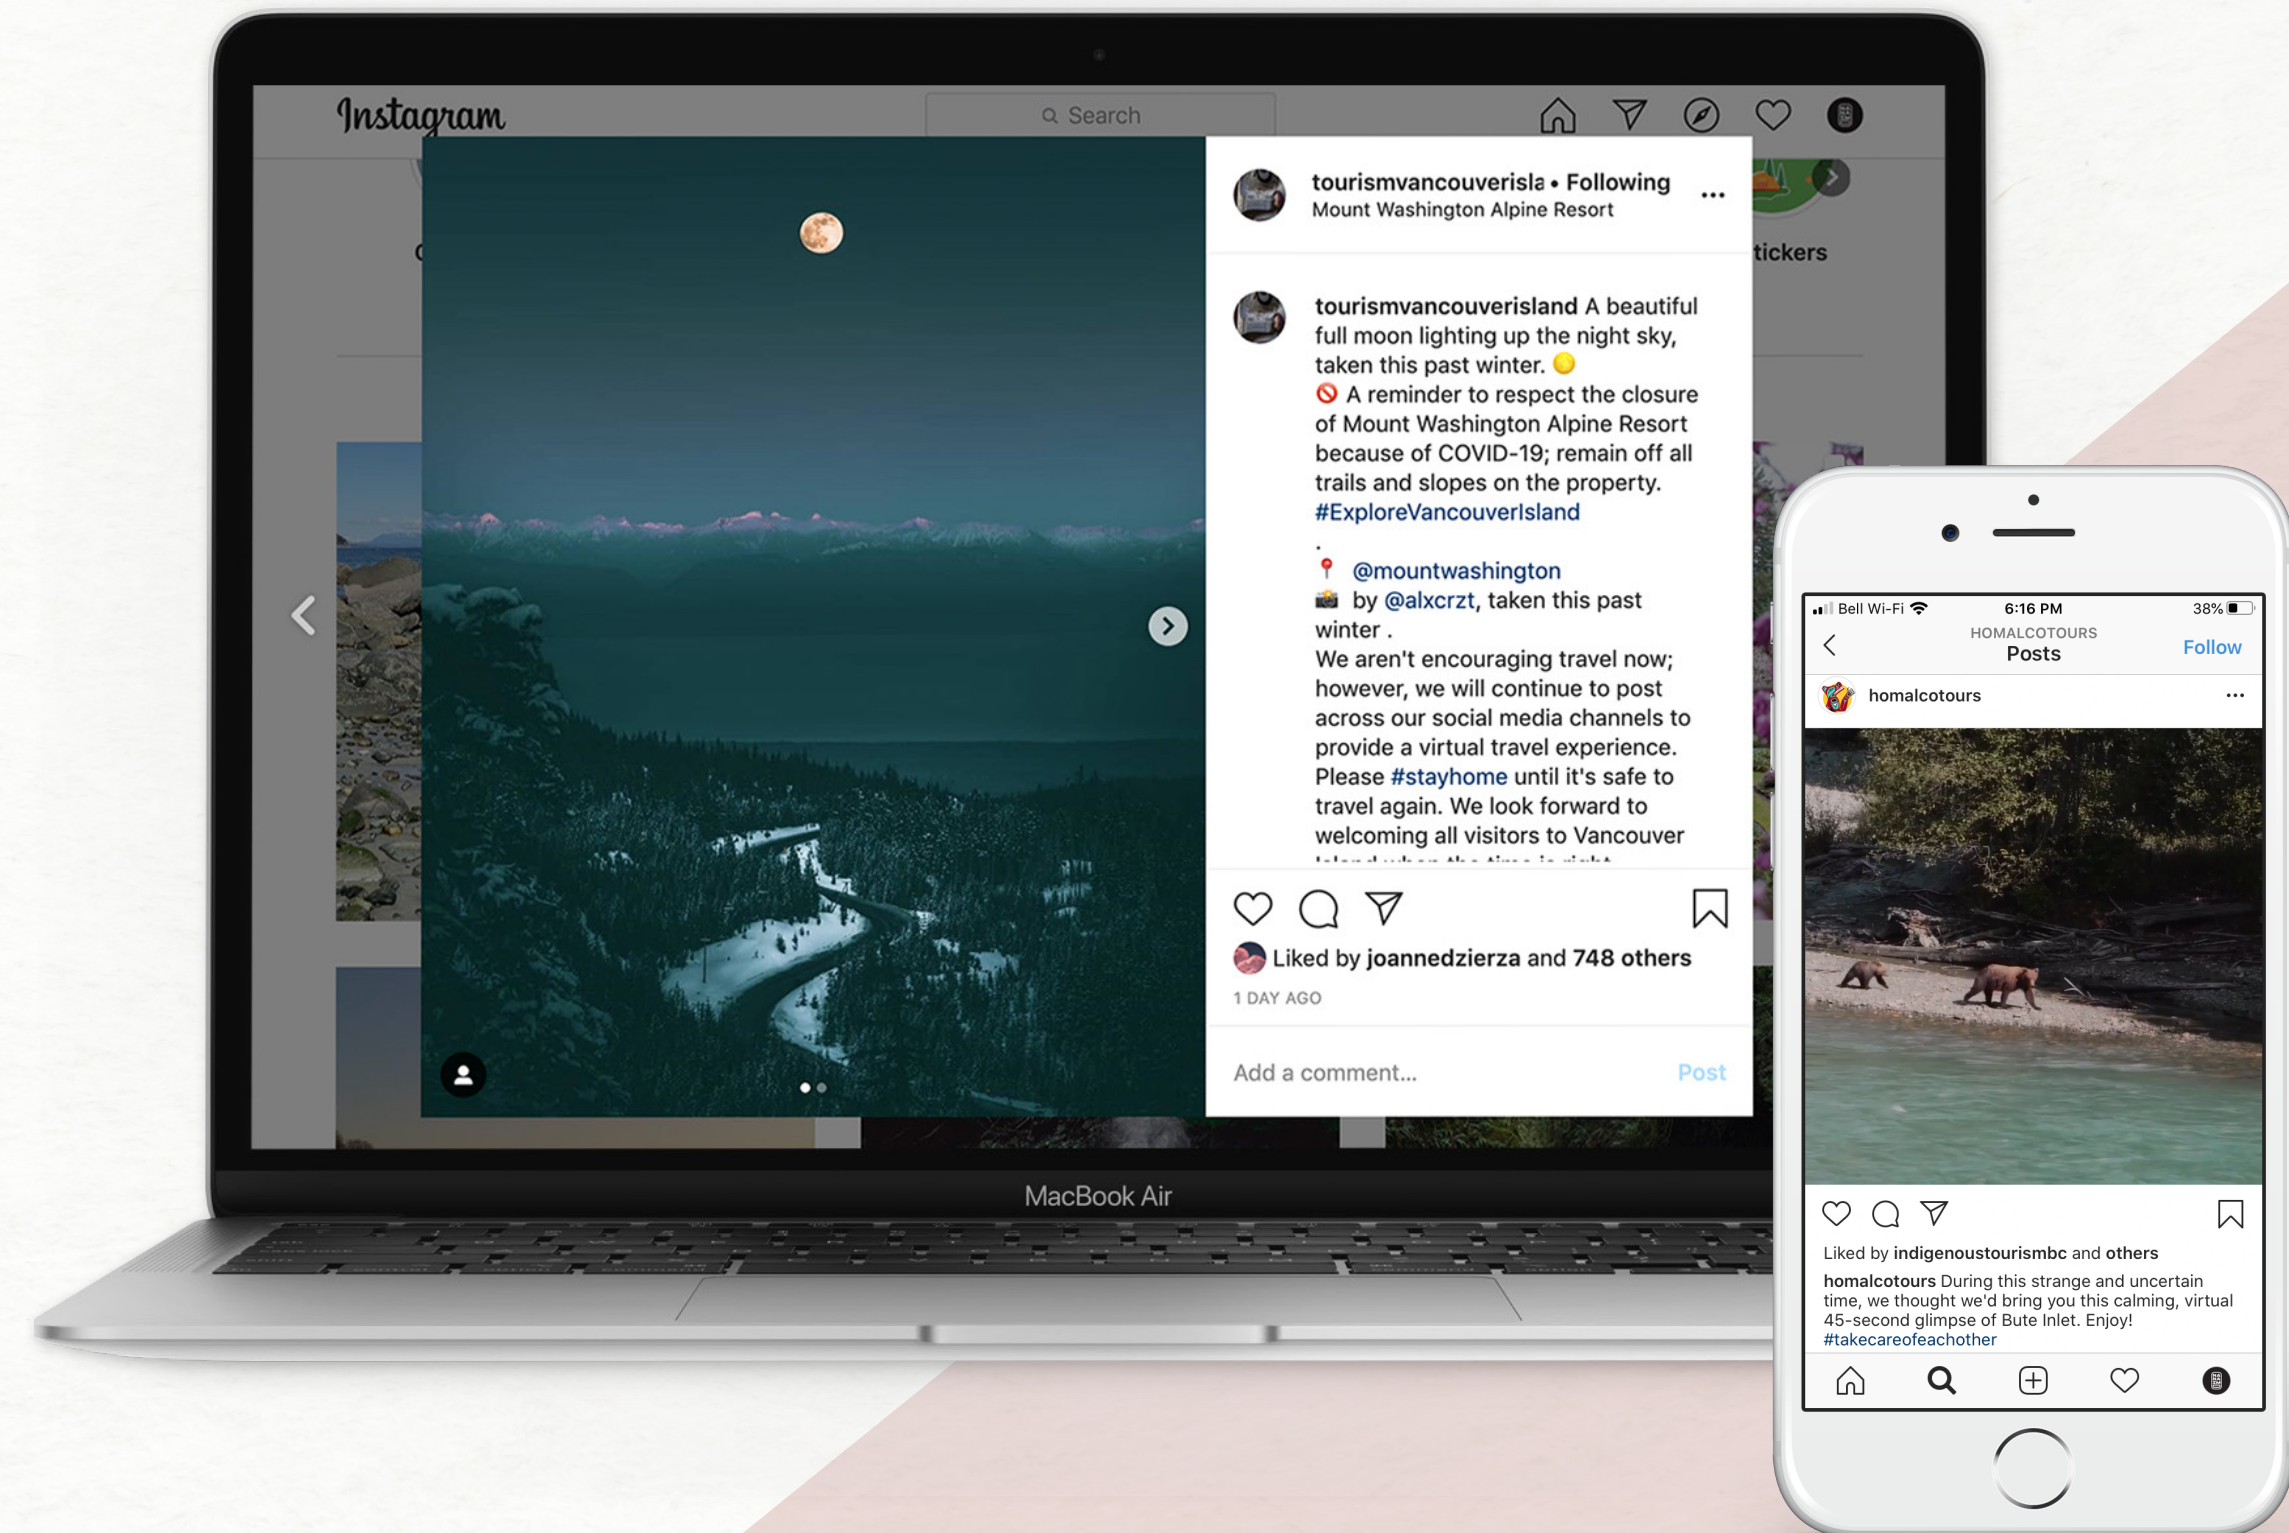 Instagram
Search
tourismvancouverisla • Following
Mount Washington Alpine Resort
tickers
tourismvancouverisland A beautiful
full moon lighting up the night sky,
taken this past winter. 🌕
🚫 A reminder to respect the closure
of Mount Washington Alpine Resort
because of COVID-19; remain off all
trails and slopes on the property.
#ExploreVancouverIsland
.
📍 @mountwashington
📸 by @alxcrzt, taken this past
winter .
We aren't encouraging travel now;
however, we will continue to post
across our social media channels to
provide a virtual travel experience.
Please #stayhome until it's safe to
travel again. We look forward to
welcoming all visitors to Vancouver
Island when the time is right
Liked by joannedzierza and 748 others
1 DAY AGO
Add a comment...
Post
MacBook Air
Bell Wi-Fi
6:16 PM
38%
HOMALCOTOURS
Posts
Follow
homalcotours
Liked by indigenoustourismbc and others
homalcotours During this strange and uncertain
time, we thought we'd bring you this calming, virtual
45-second glimpse of Bute Inlet. Enjoy!
#takecareofeachother